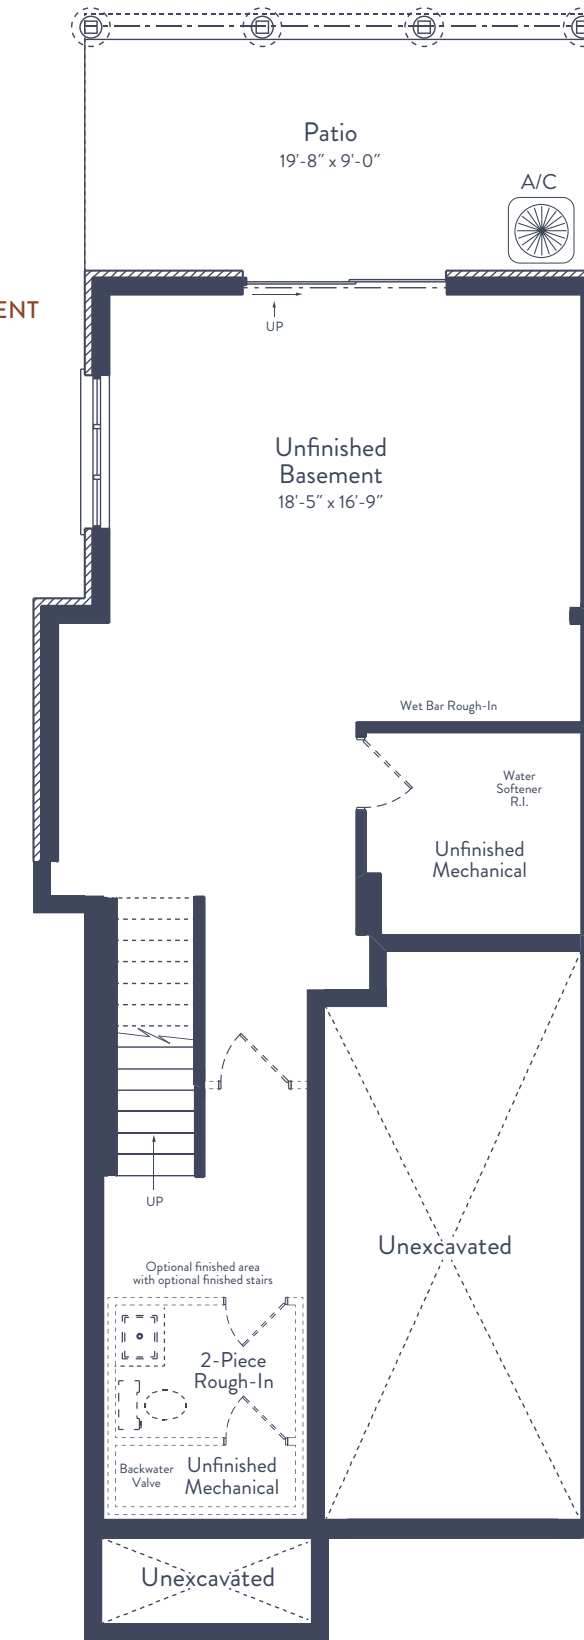 Patio
19'-8" x 9'-0"
A/C
ENT
UP
Unfinished
Basement
18'-5" x 16'-9"
Wet Bar Rough-In
Water
Softener
R.I.
Unfinished
Mechanical
UP
Unexcavated
Optional finished area
with optional finished stairs
2-Piece
Rough-In
Backwater
Valve
Unfinished
Mechanical
Unexcavated